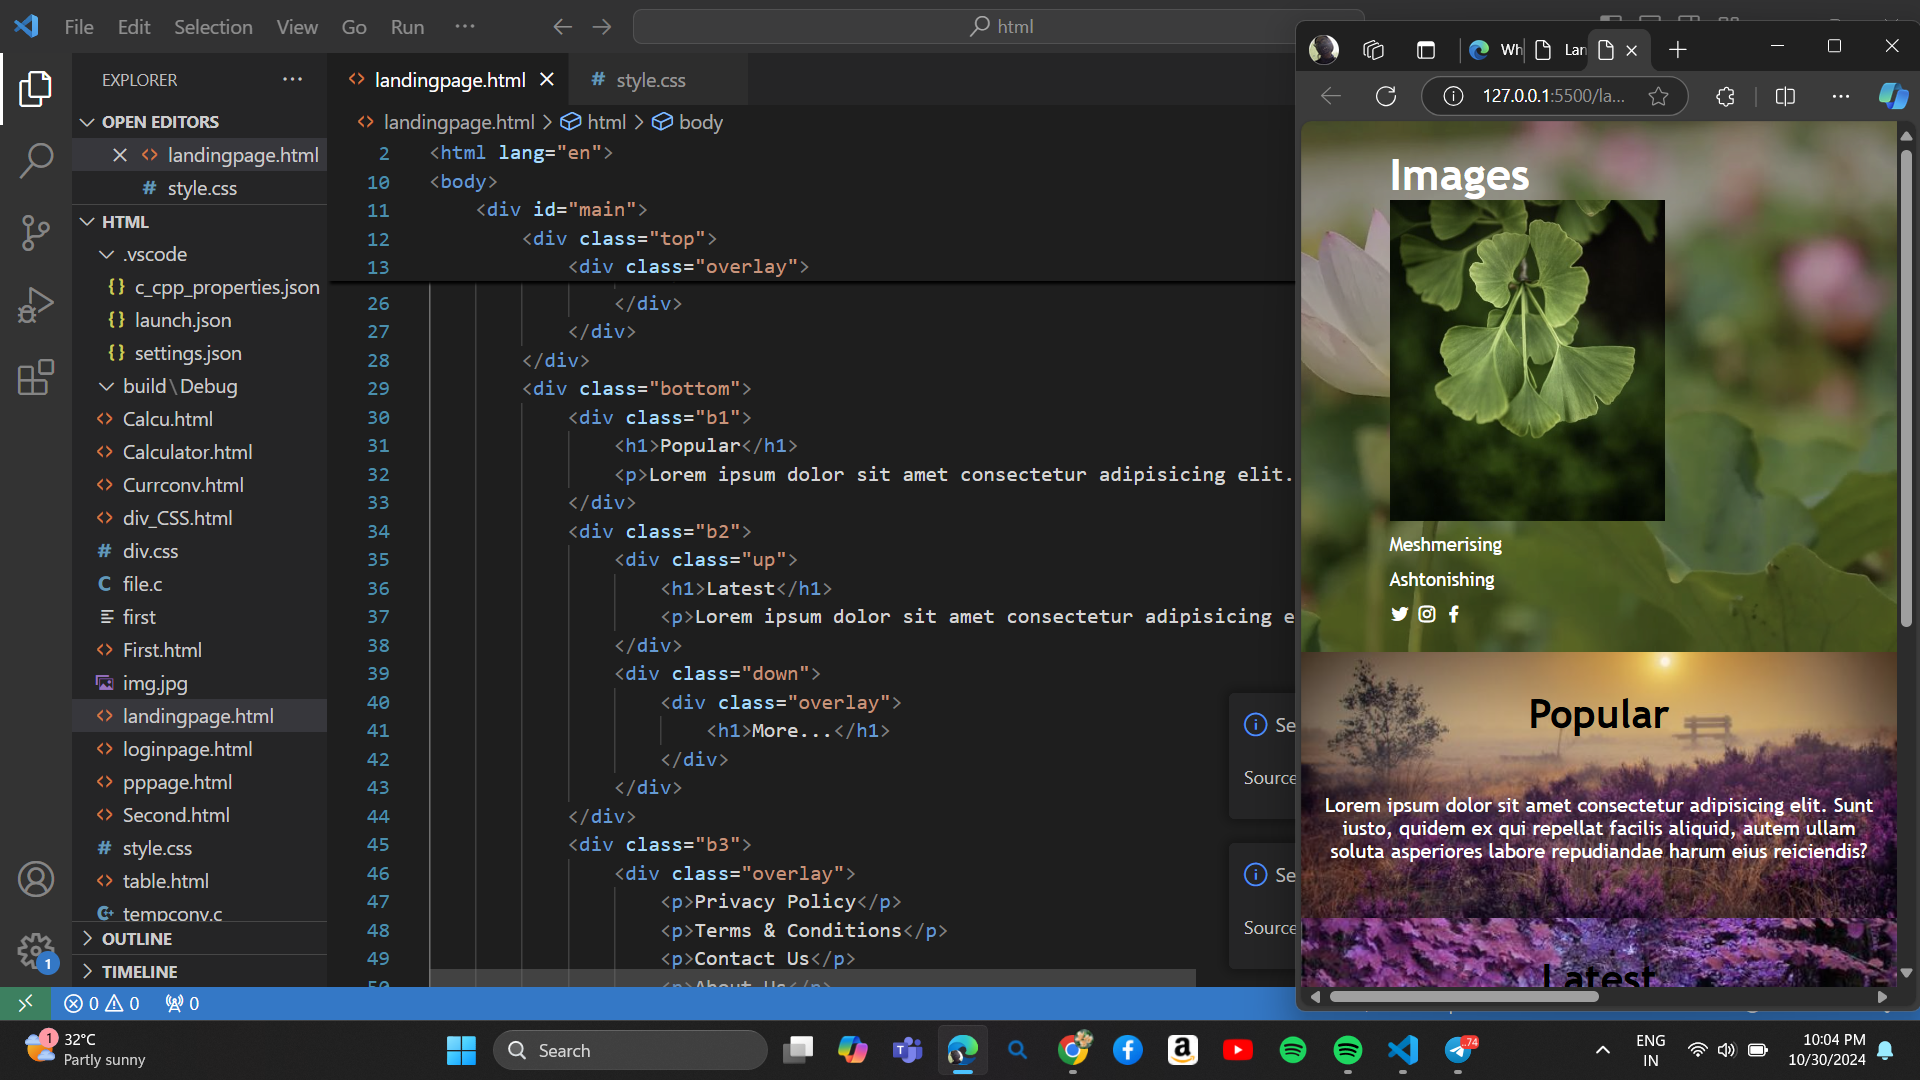 File Edit Selection View Go Run ···
html
EXPLORER
OPEN EDITORS
landingpage.html
style.css
HTML
.vscode
c_cpp_properties.json
launch.json
settings.json
build\Debug
Calcu.html
Calculator.html
Currconv.html
div_CSS.html
div.css
file.c
first
First.html
img.jpg
landingpage.html
loginpage.html
pppage.html
Second.html
style.css
table.html
tempconv.c
OUTLINE
TIMELINE
1
landingpage.html
style.css
landingpage.html > html > body
2 <html lang="en">
10 <body>
11 <div id="main">
12 <div class="top">
13 <div class="overlay">
26 </div>
27 </div>
28 </div>
29 <div class="bottom">
30 <div class="b1">
31 <h1>Popular</h1>
32 <p>Lorem ipsum dolor sit amet consectetur adipisicing elit.
33 </div>
34 <div class="b2">
35 <div class="up">
36 <h1>Latest</h1>
37 <p>Lorem ipsum dolor sit amet consectetur adipisicing e
38 </div>
39 <div class="down">
40 <div class="overlay">
41 <h1>More...</h1>
42 </div>
43 </div>
44 </div>
45 <div class="b3">
46 <div class="overlay">
47 <p>Privacy Policy</p>
48 <p>Terms & Conditions</p>
49 <p>Contact Us</p>
50 <p>About Us</p>
Se
Source
Se
Source
0 0 0
Wh
Lan
127.0.0.1:5500/la...
Images
Meshmerising
Ashtonishing
Popular
Lorem ipsum dolor sit amet consectetur adipisicing elit. Sunt
iusto, quidem ex qui repellat facilis aliquid, autem ullam
soluta asperiores labore repudiandae harum eius reiciendis?
Latest
1
32°C
Partly sunny
Search
..74
ENG
IN
10:04 PM
10/30/2024